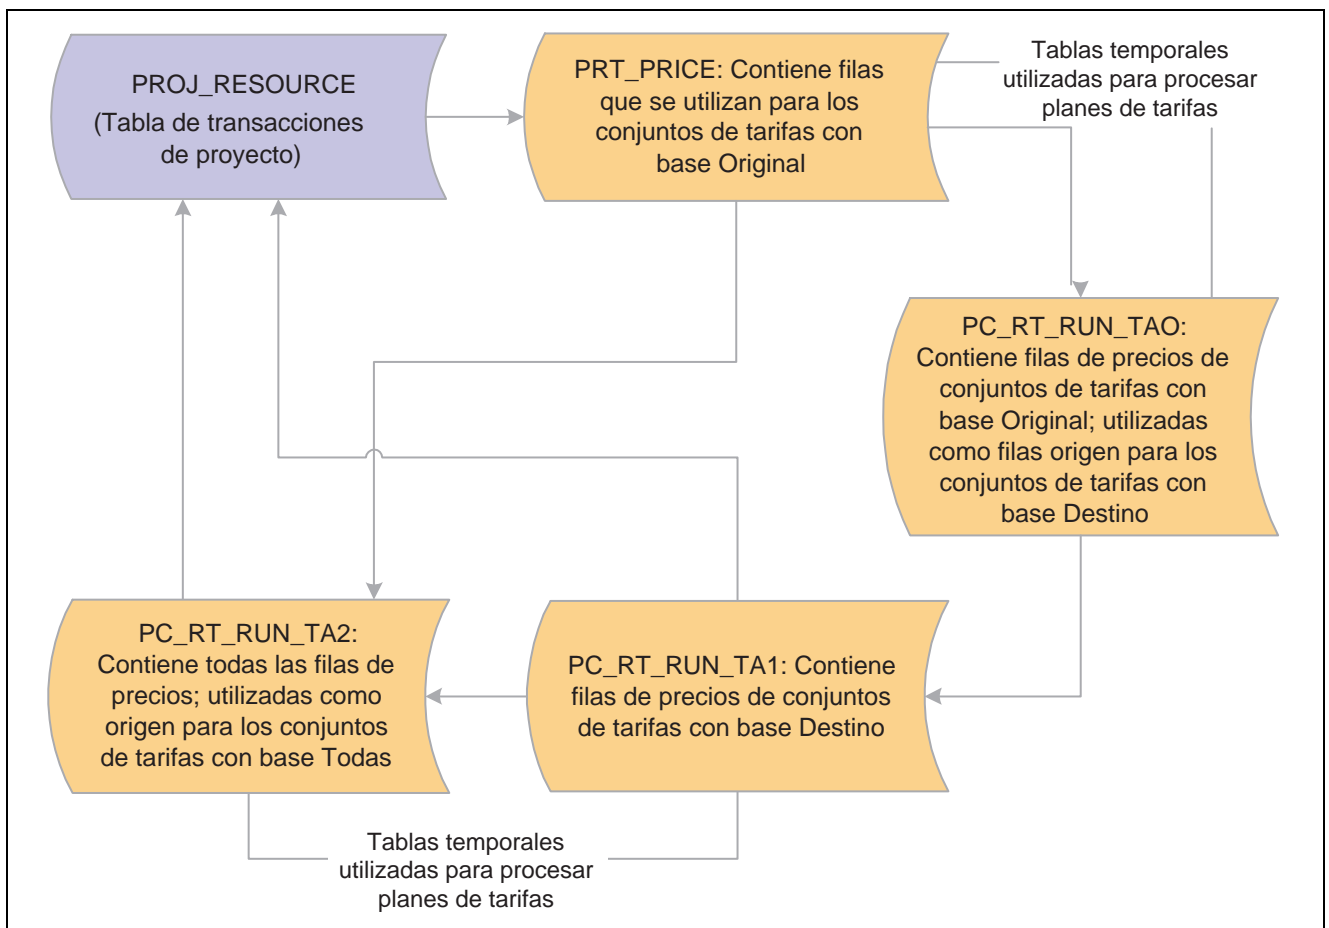 PROJ_RESOURCE
(Tabla de transacciones
de proyecto)
PRT_PRICE: Contiene filas
que se utilizan para los
conjuntos de tarifas con
base Original
Tablas temporales
utilizadas para procesar
planes de tarifas
PC_RT_RUN_TAO:
Contiene filas de precios de
conjuntos de tarifas con
base Original; utilizadas
como filas origen para los
conjuntos de tarifas con
base Destino
PC_RT_RUN_TA2:
Contiene todas las filas de
precios; utilizadas como
origen para los conjuntos
de tarifas con base Todas
PC_RT_RUN_TA1: Contiene
filas de precios de conjuntos
de tarifas con base Destino
Tablas temporales
utilizadas para procesar
planes de tarifas